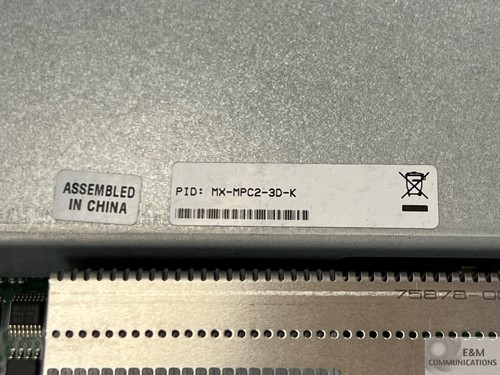 ASSEMBLED
IN CHINA
PID: MX-MPC2-3D-K
E&M
COMMUNICATIONS